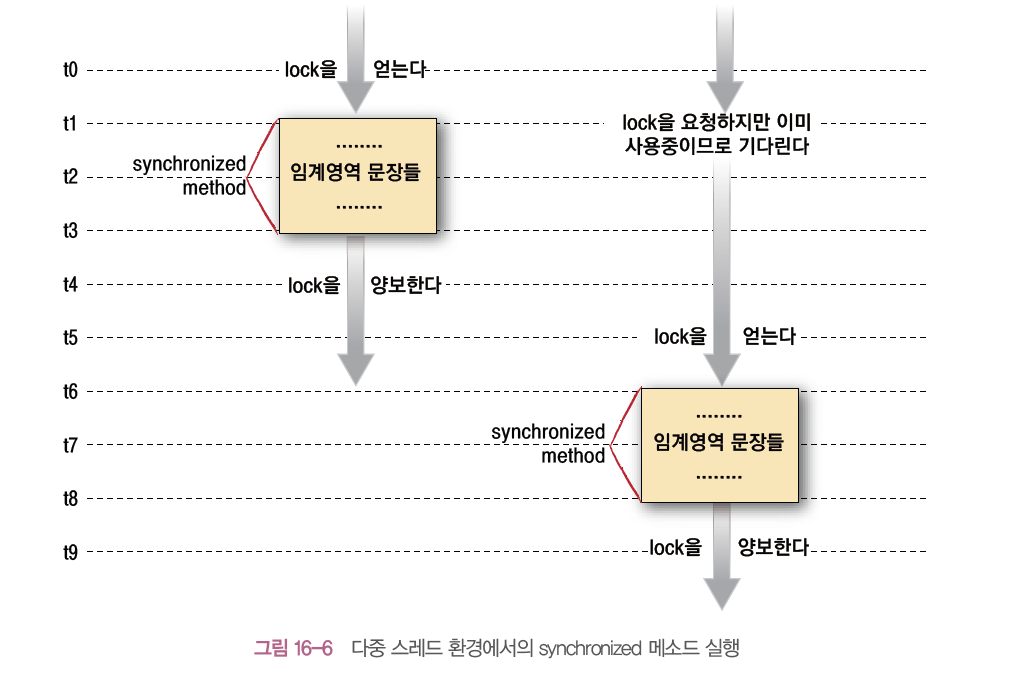 t0 lock을 얻는다
t1 lock을 요청하지만 이미
사용중이므로 기다린다
........
synchronized
method
t2 임계영역 문장들
........
t3
t4 lock을 양보한다
t5 lock을 얻는다
t6
........
synchronized
method
t7 임계영역 문장들
........
t8
t9 lock을 양보한다
그림 16-6 다중 스레드 환경에서의 synchronized 메소드 실행